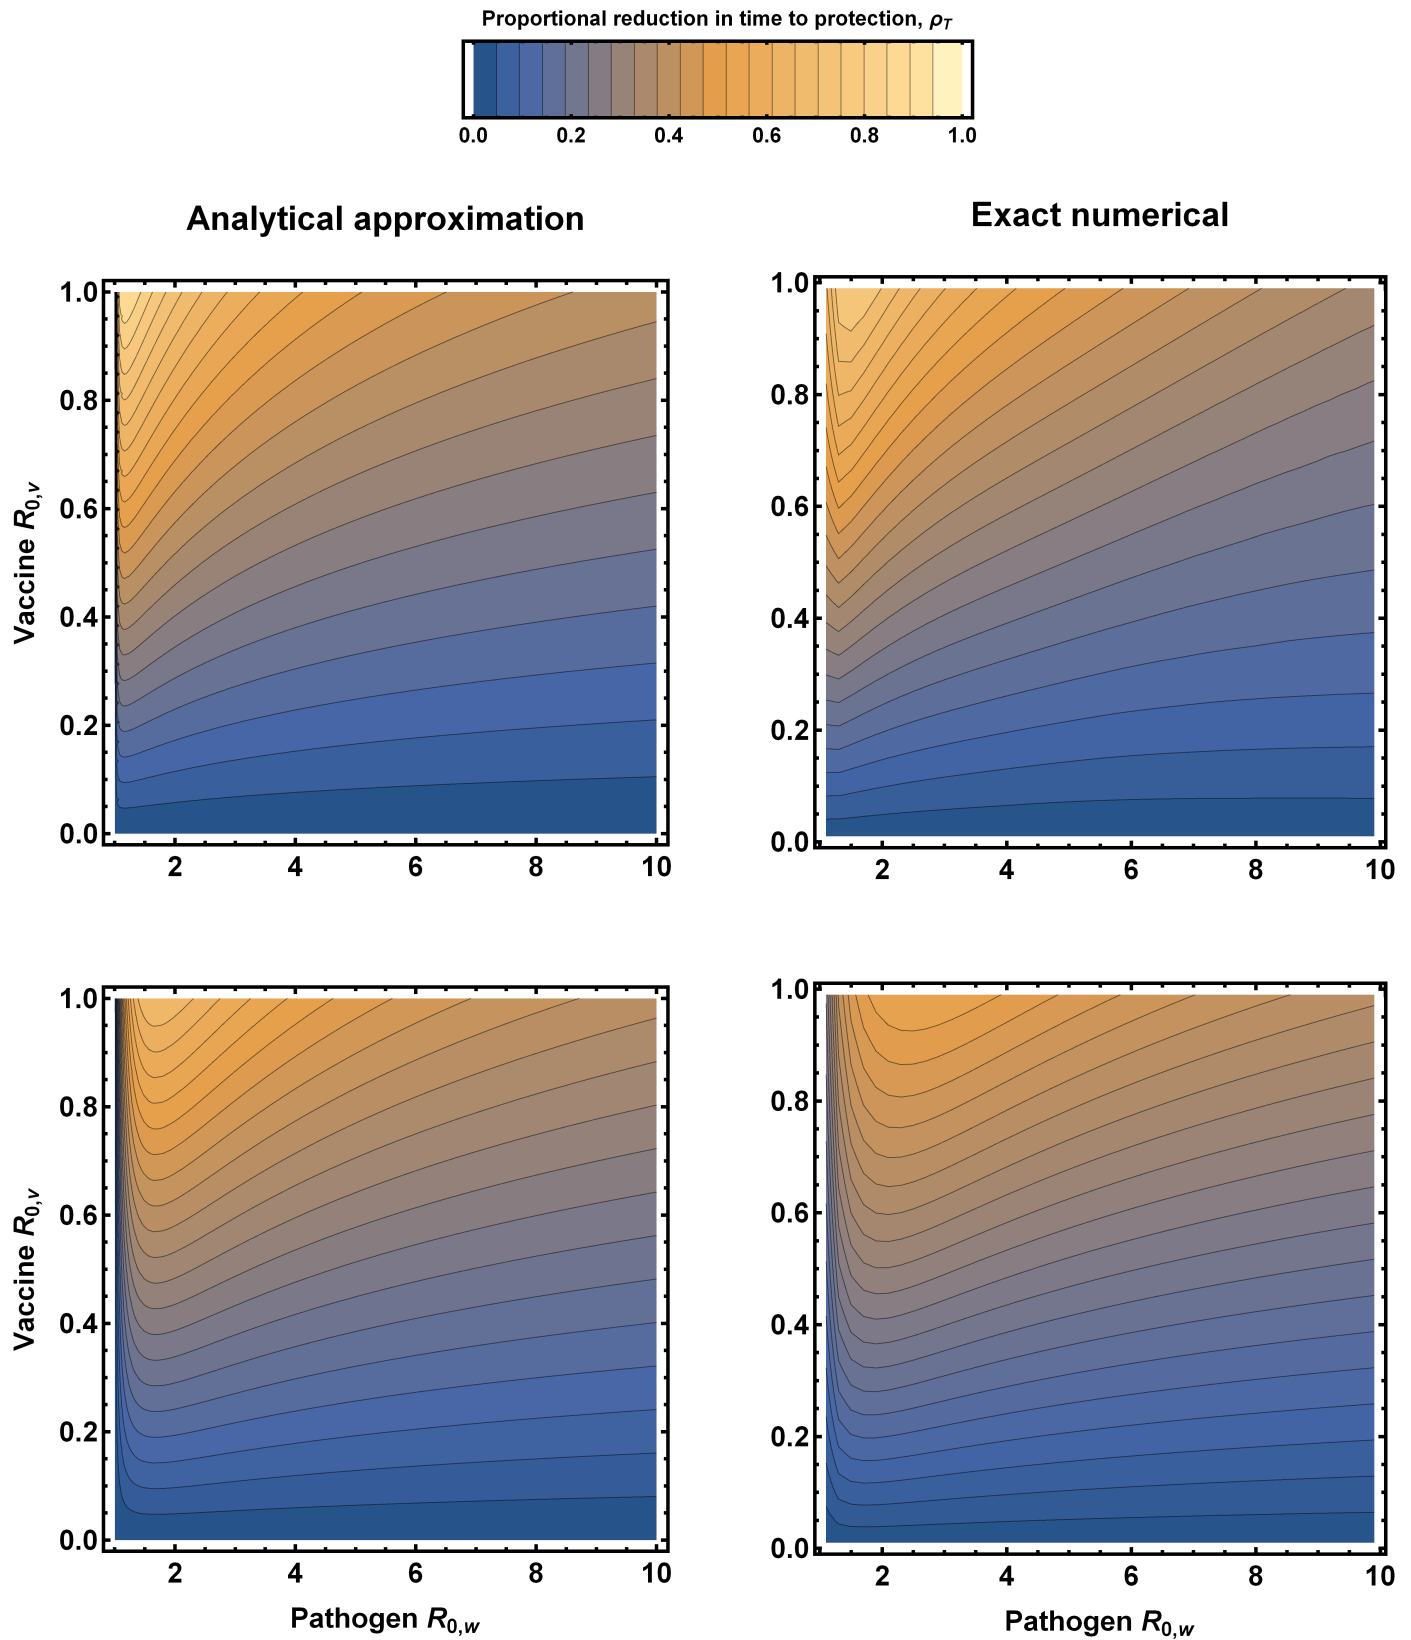 Proportional reduction in time to protection, ρT
0.0 0.2 0.4 0.6 0.8 1.0
Analytical approximation
Exact numerical
Vaccine R0,v
1.0
0.8
0.6
0.4
0.2
0.0
2 4 6 8 10
1.0
0.8
0.6
0.4
0.2
0.0
2 4 6 8 10
Vaccine R0,v
1.0
0.8
0.6
0.4
0.2
0.0
2 4 6 8 10
Pathogen R0,w
1.0
0.8
0.6
0.4
0.2
0.0
2 4 6 8 10
Pathogen R0,w